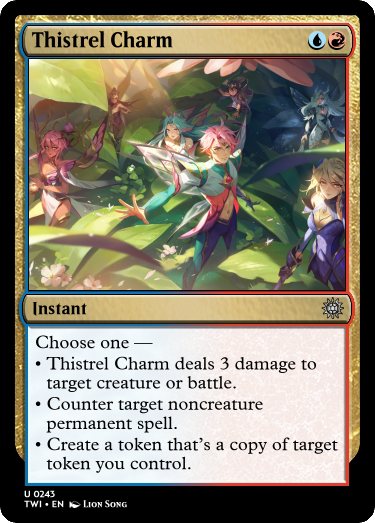 Thistrel Charm
Instant
Choose one —
• Thistrel Charm deals 3 damage to
target creature or battle.
• Counter target noncreature
permanent spell.
• Create a token that's a copy of target
token you control.
U 0243
TWI • EN Lion Song